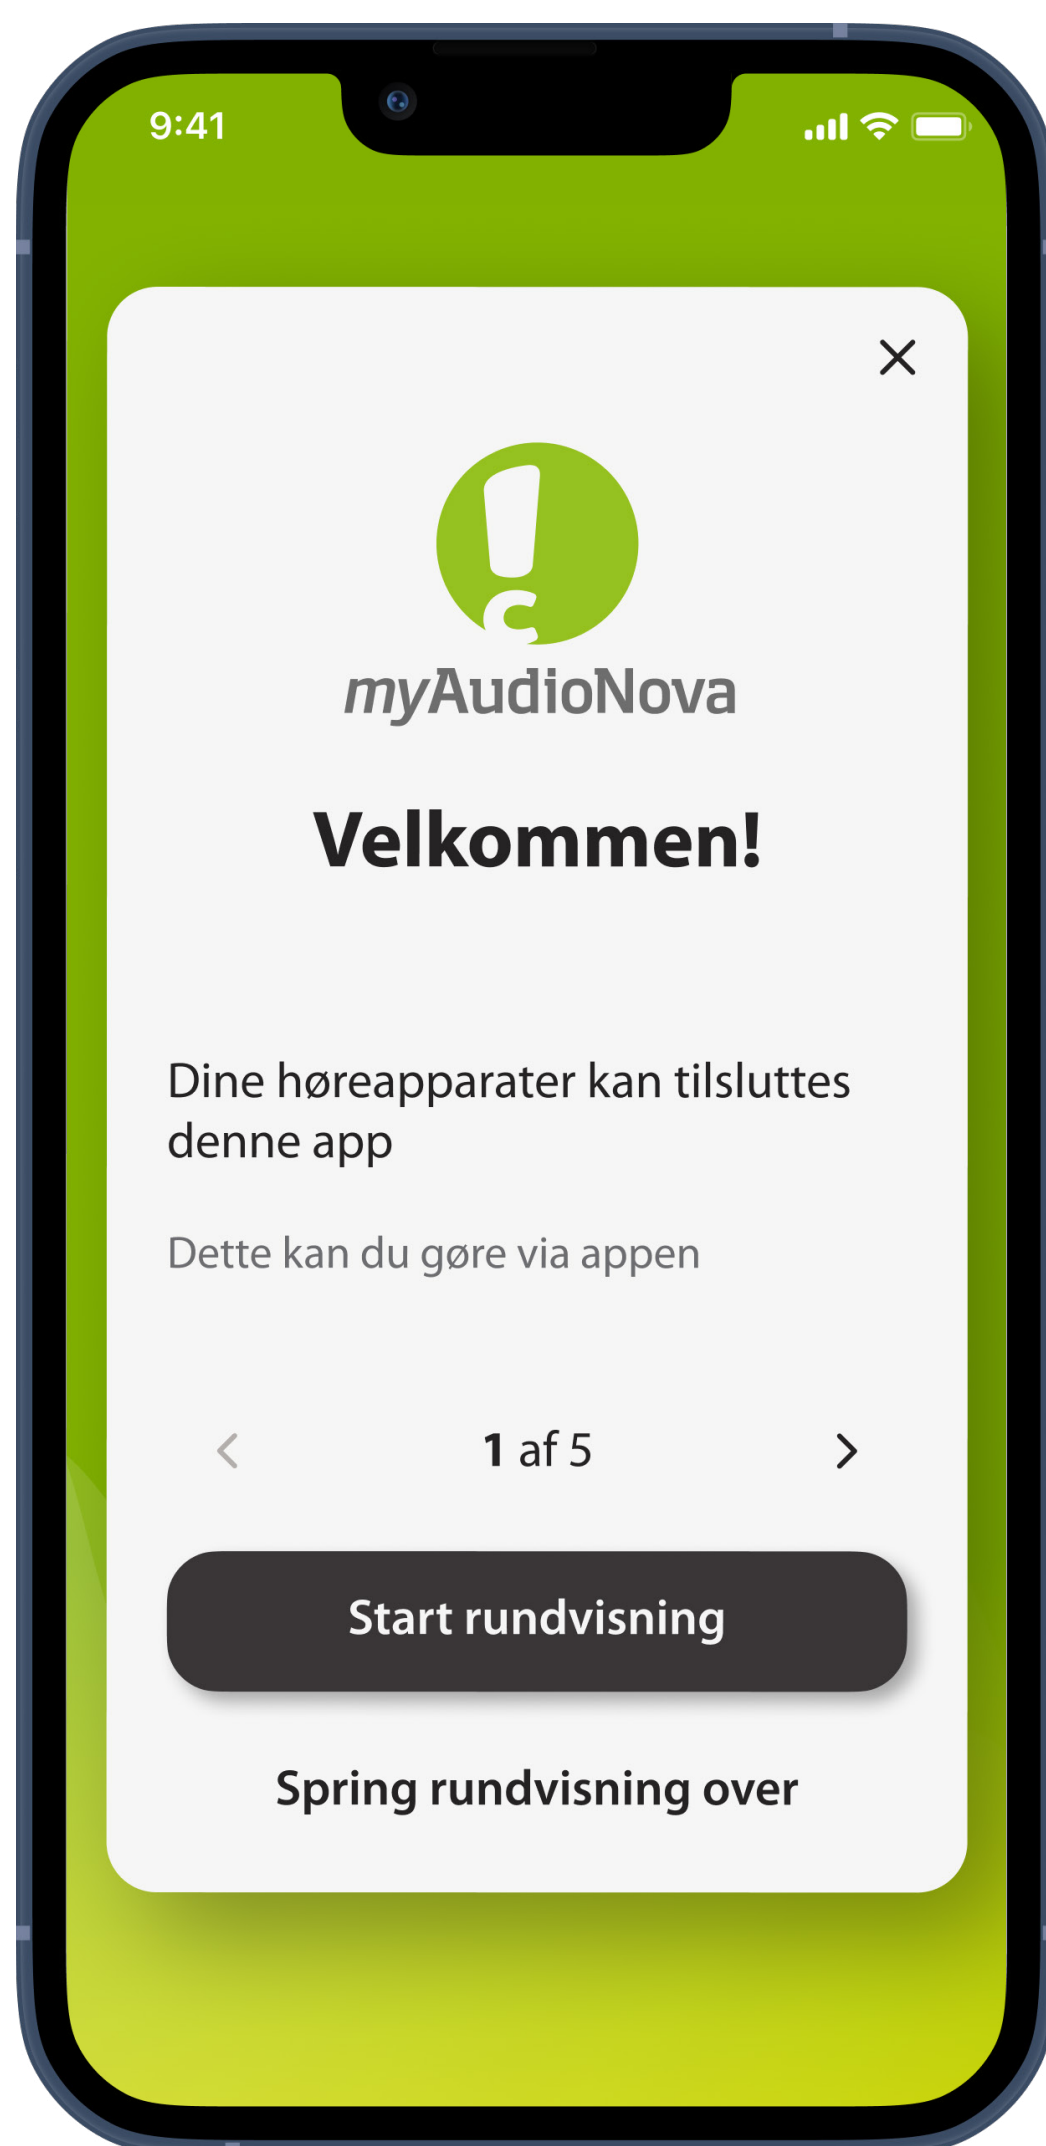 9:41
myAudioNova
Velkommen!
Dine høreapparater kan tilsluttes
denne app
Dette kan du gøre via appen
1 af 5
Start rundvisning
Spring rundvisning over